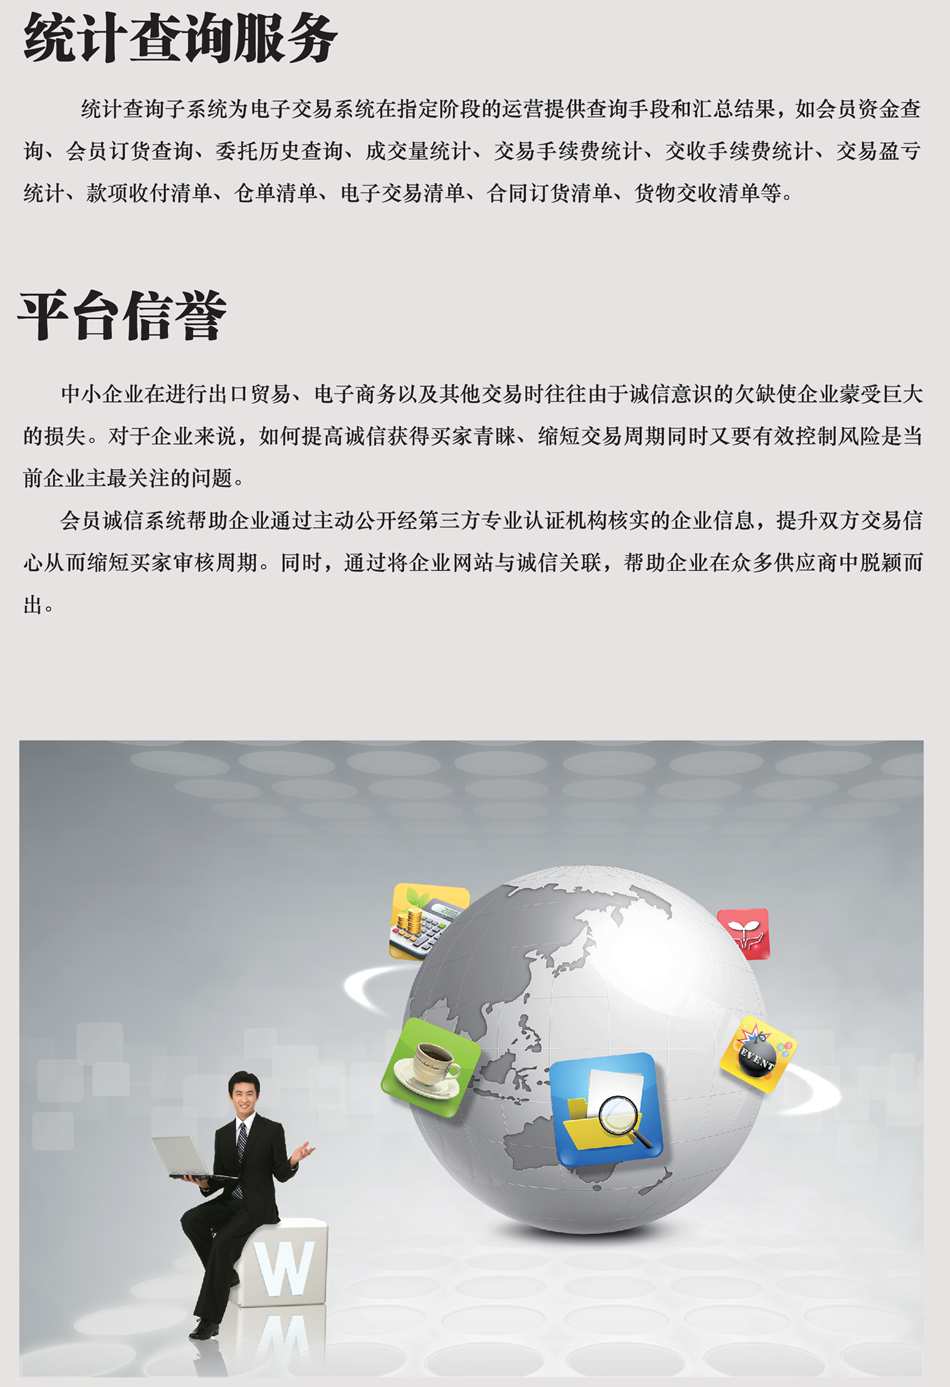 统计查询服务
统计查询子系统为电子交易系统在指定阶段的运营提供查询手段和汇总结果，如会员资金查
询、会员订货查询、委托历史查询、成交量统计、交易手续费统计、交收手续费统计、交易盈亏
统计、款项收付清单、仓单清单、电子交易清单、合同订货清单、货物交收清单等。
平台信誉
中小企业在进行出口贸易、电子商务以及其他交易时往往由于诚信意识的欠缺使企业蒙受巨大
的损失。对于企业来说，如何提高诚信获得买家青睐、缩短交易周期同时又要有效控制风险是当
前企业主最关注的问题。
会员诚信系统帮助企业通过主动公开经第三方专业认证机构核实的企业信息，提升双方交易信
心从而缩短买家审核周期。同时，通过将企业网站与诚信关联，帮助企业在众多供应商中脱颖而
出。
EVENT
W